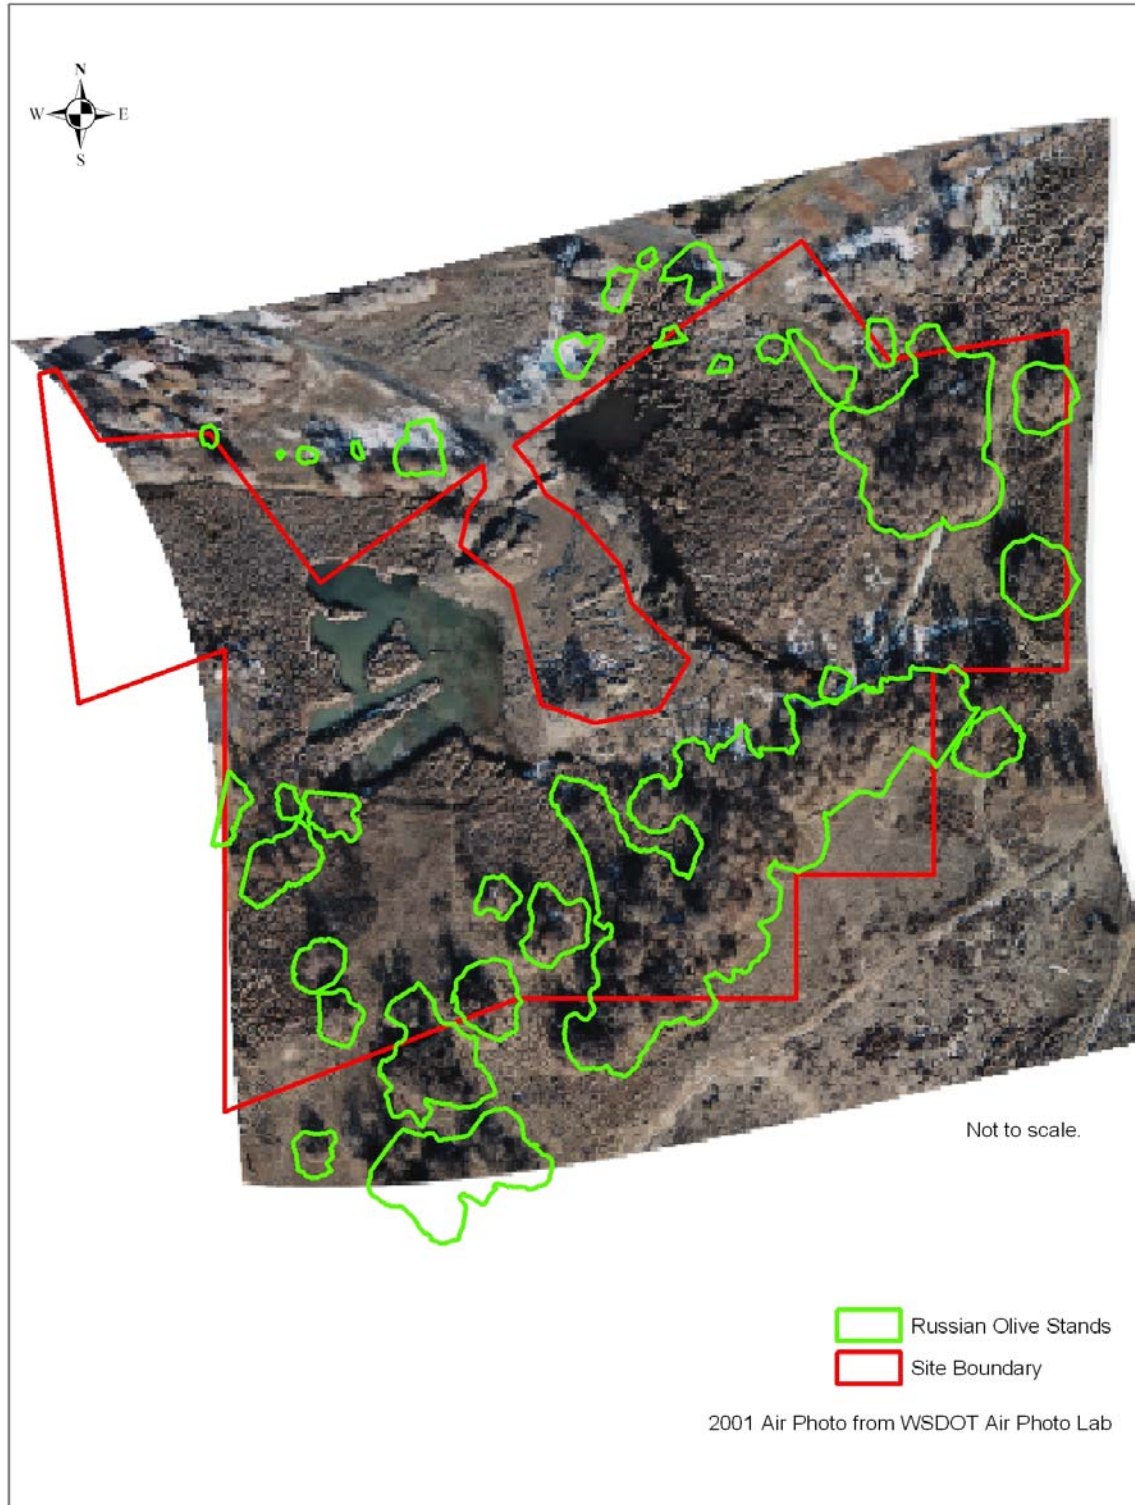 N
W E
S
Not to scale.
Russian Olive Stands
Site Boundary
2001 Air Photo from WSDOT Air Photo Lab